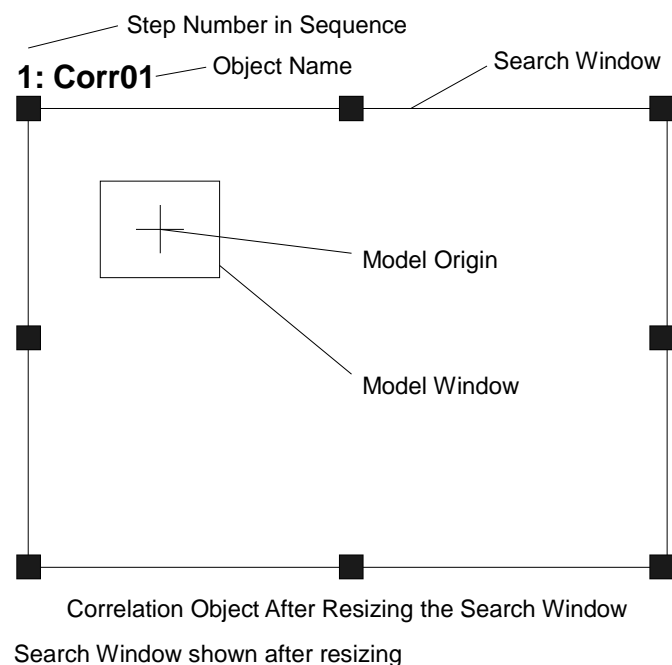 Step Number in Sequence
Object Name
Search Window
1: Corr01
Model Origin
Model Window
Correlation Object After Resizing the Search Window
Search Window shown after resizing